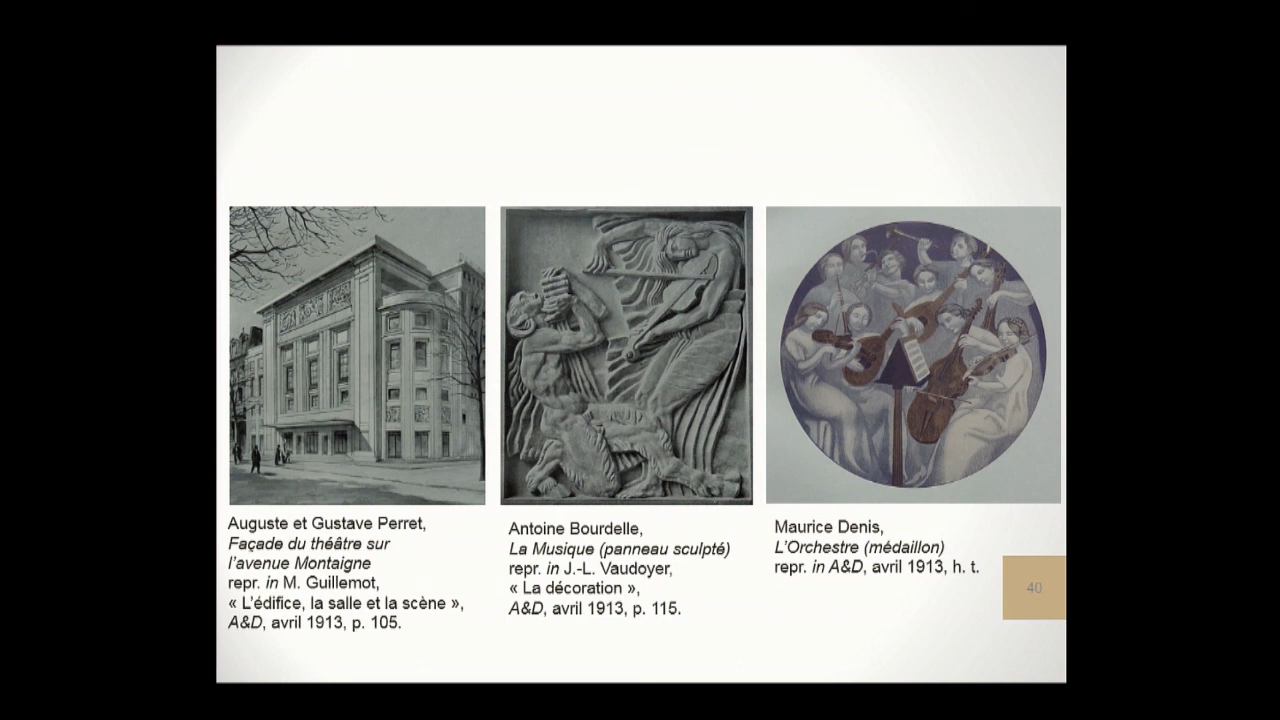 Auguste et Gustave Perret,
Façade du théâtre sur
l'avenue Montaigne
repr. in M. Guillemot,
« L'édifice, la salle et la scène »,
A&D, avril 1913, p. 105.
Antoine Bourdelle,
La Musique (panneau sculpté)
repr. in J.-L. Vaudoyer,
« La décoration »,
A&D, avril 1913, p. 115.
Maurice Denis,
L'Orchestre (médaillon)
repr. in A&D, avril 1913, h. t.
40